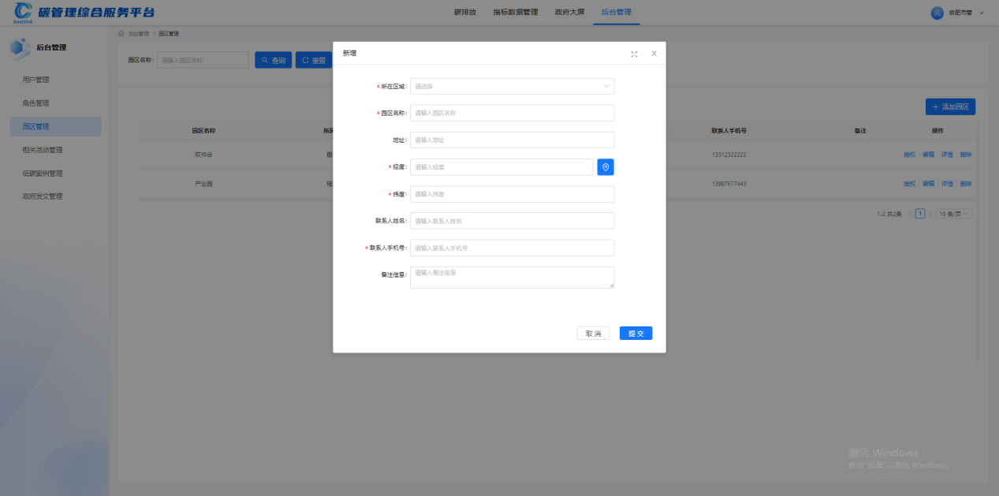 碳管理综合服务平台
bestlink
碳排放 指标数据管理 政府大屏 后台管理
合肥市管
后台管理
用户管理
角色管理
园区管理
相关活动管理
低碳案例管理
政府发文管理
后台管理 / 园区管理
园区名称: 请输入园区名称 查询 重置
+ 添加园区
园区名称 所属 联系人手机号 备注 操作
软件谷 13312322222 授权 编辑 详情 删除
产业园 瑶 13987677443 授权 编辑 详情 删除
1-2 共2条 < 1 > 10 条/页
新增
* 所在区域: 请选择
* 园区名称: 请输入园区名称
地址: 请输入地址
* 经度: 请输入经度
* 纬度: 请输入纬度
联系人姓名: 请输入联系人姓名
* 联系人手机号: 请输入联系人手机号
备注信息: 请输入备注信息
取 消 提 交
激活 Windows
转到"设置"以激活 Windows。